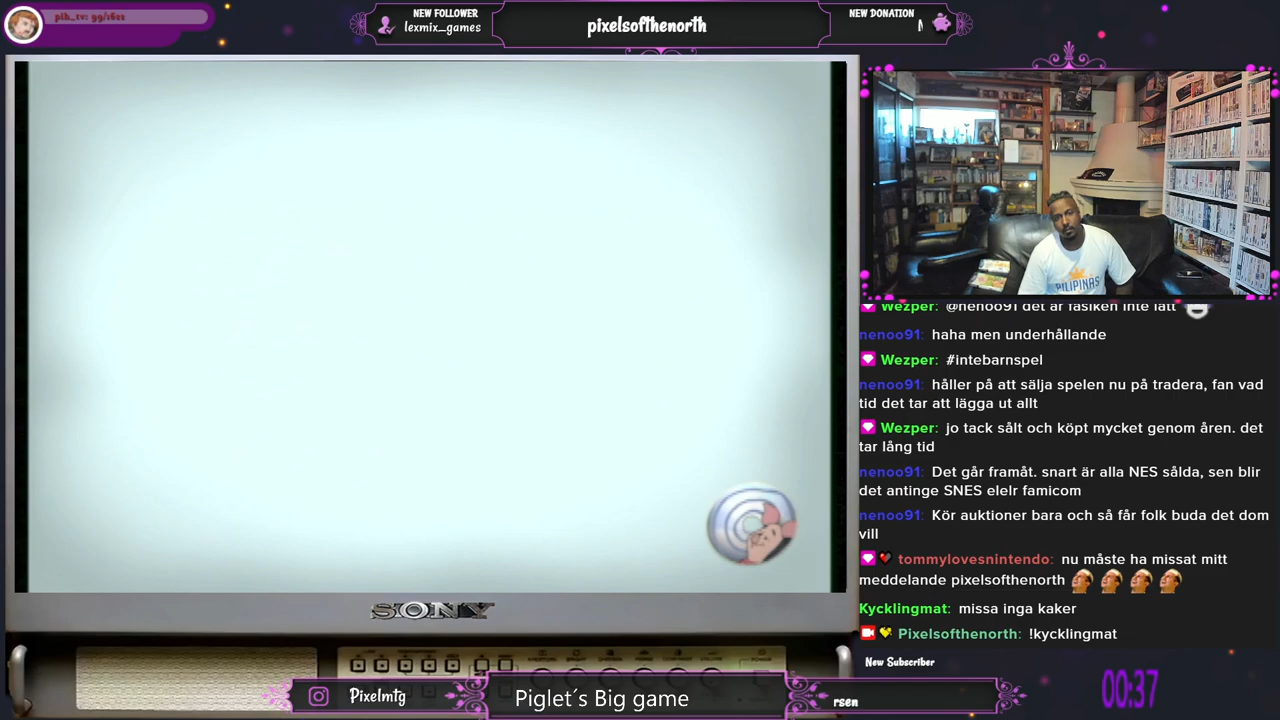 pih_tv: 99/1622
NEW FOLLOWER
lexmix_games
pixelsofthenorth
NEW DONATION
PILIPINAS
Wezper: @nenoo91 det är fasiken inte lätt
nenoo91: haha men underhållande
Wezper: #intebarnspel
nenoo91: håller på att sälja spelen nu på tradera, fan vad
tid det tar att lägga ut allt
Wezper: jo tack sålt och köpt mycket genom åren. det
tar lång tid
nenoo91: Det går framåt. snart är alla NES sålda, sen blir
det antinge SNES elelr famicom
nenoo91: Kör auktioner bara och så får folk buda det dom
vill
tommylovesnintendo: nu måste ha missat mitt
meddelande pixelsofthenorth
Kycklingmat: missa inga kaker
Pixelsofthenorth: !kycklingmat
SONY
New Subscriber
rsen
00:37
Pixelmtg
Piglet´s Big game